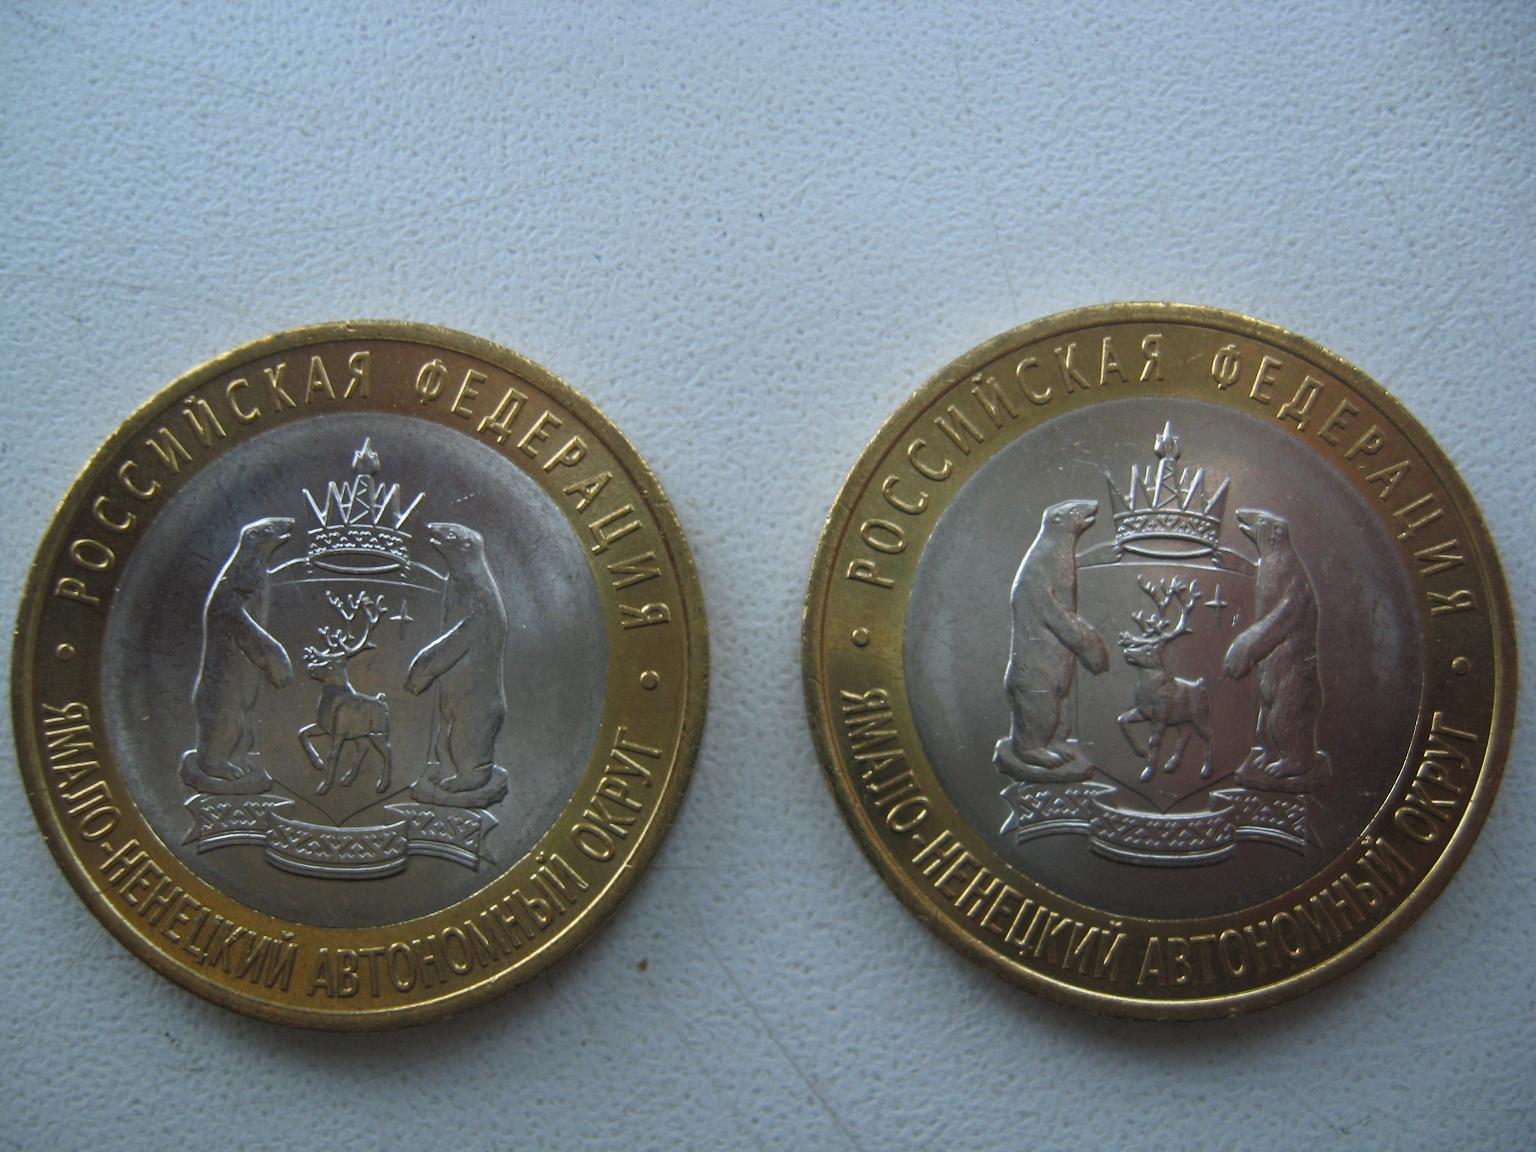 РОССИЙСКАЯ ФЕДЕРАЦИЯ
ЯМАЛО-НЕНЕЦКИЙ АВТОНОМНЫЙ ОКРУГ
РОССИЙСКАЯ ФЕДЕРАЦИЯ
ЯМАЛО-НЕНЕЦКИЙ АВТОНОМНЫЙ ОКРУГ